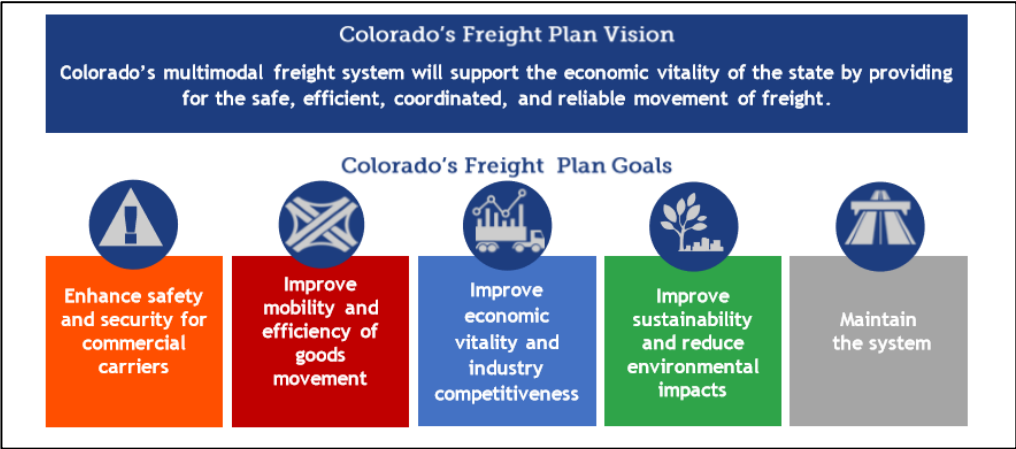 Colorado's Freight Plan Vision
Colorado's multimodal freight system will support the economic vitality of the state by providing
for the safe, efficient, coordinated, and reliable movement of freight.
Colorado's Freight Plan Goals
Enhance safety
and security for
commercial
carriers
Improve
mobility and
efficiency of
goods
movement
Improve
economic
vitality and
industry
competitiveness
Improve
sustainability
and reduce
environmental
impacts
Maintain
the system